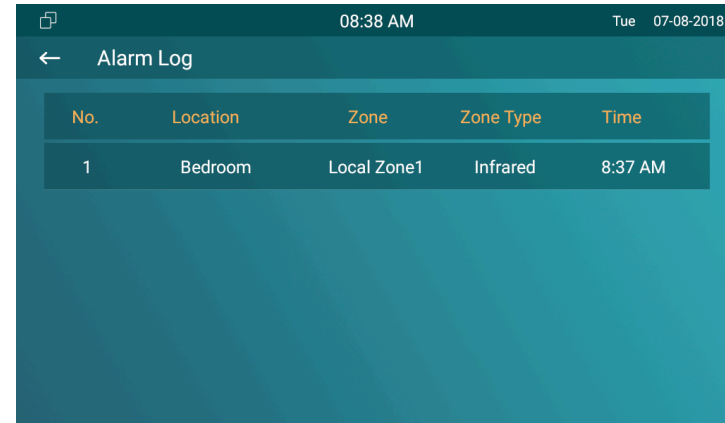 08:38 AM Tue 07-08-2018
Alarm Log
No. Location Zone Zone Type Time
1 Bedroom Local Zone1 Infrared 8:37 AM